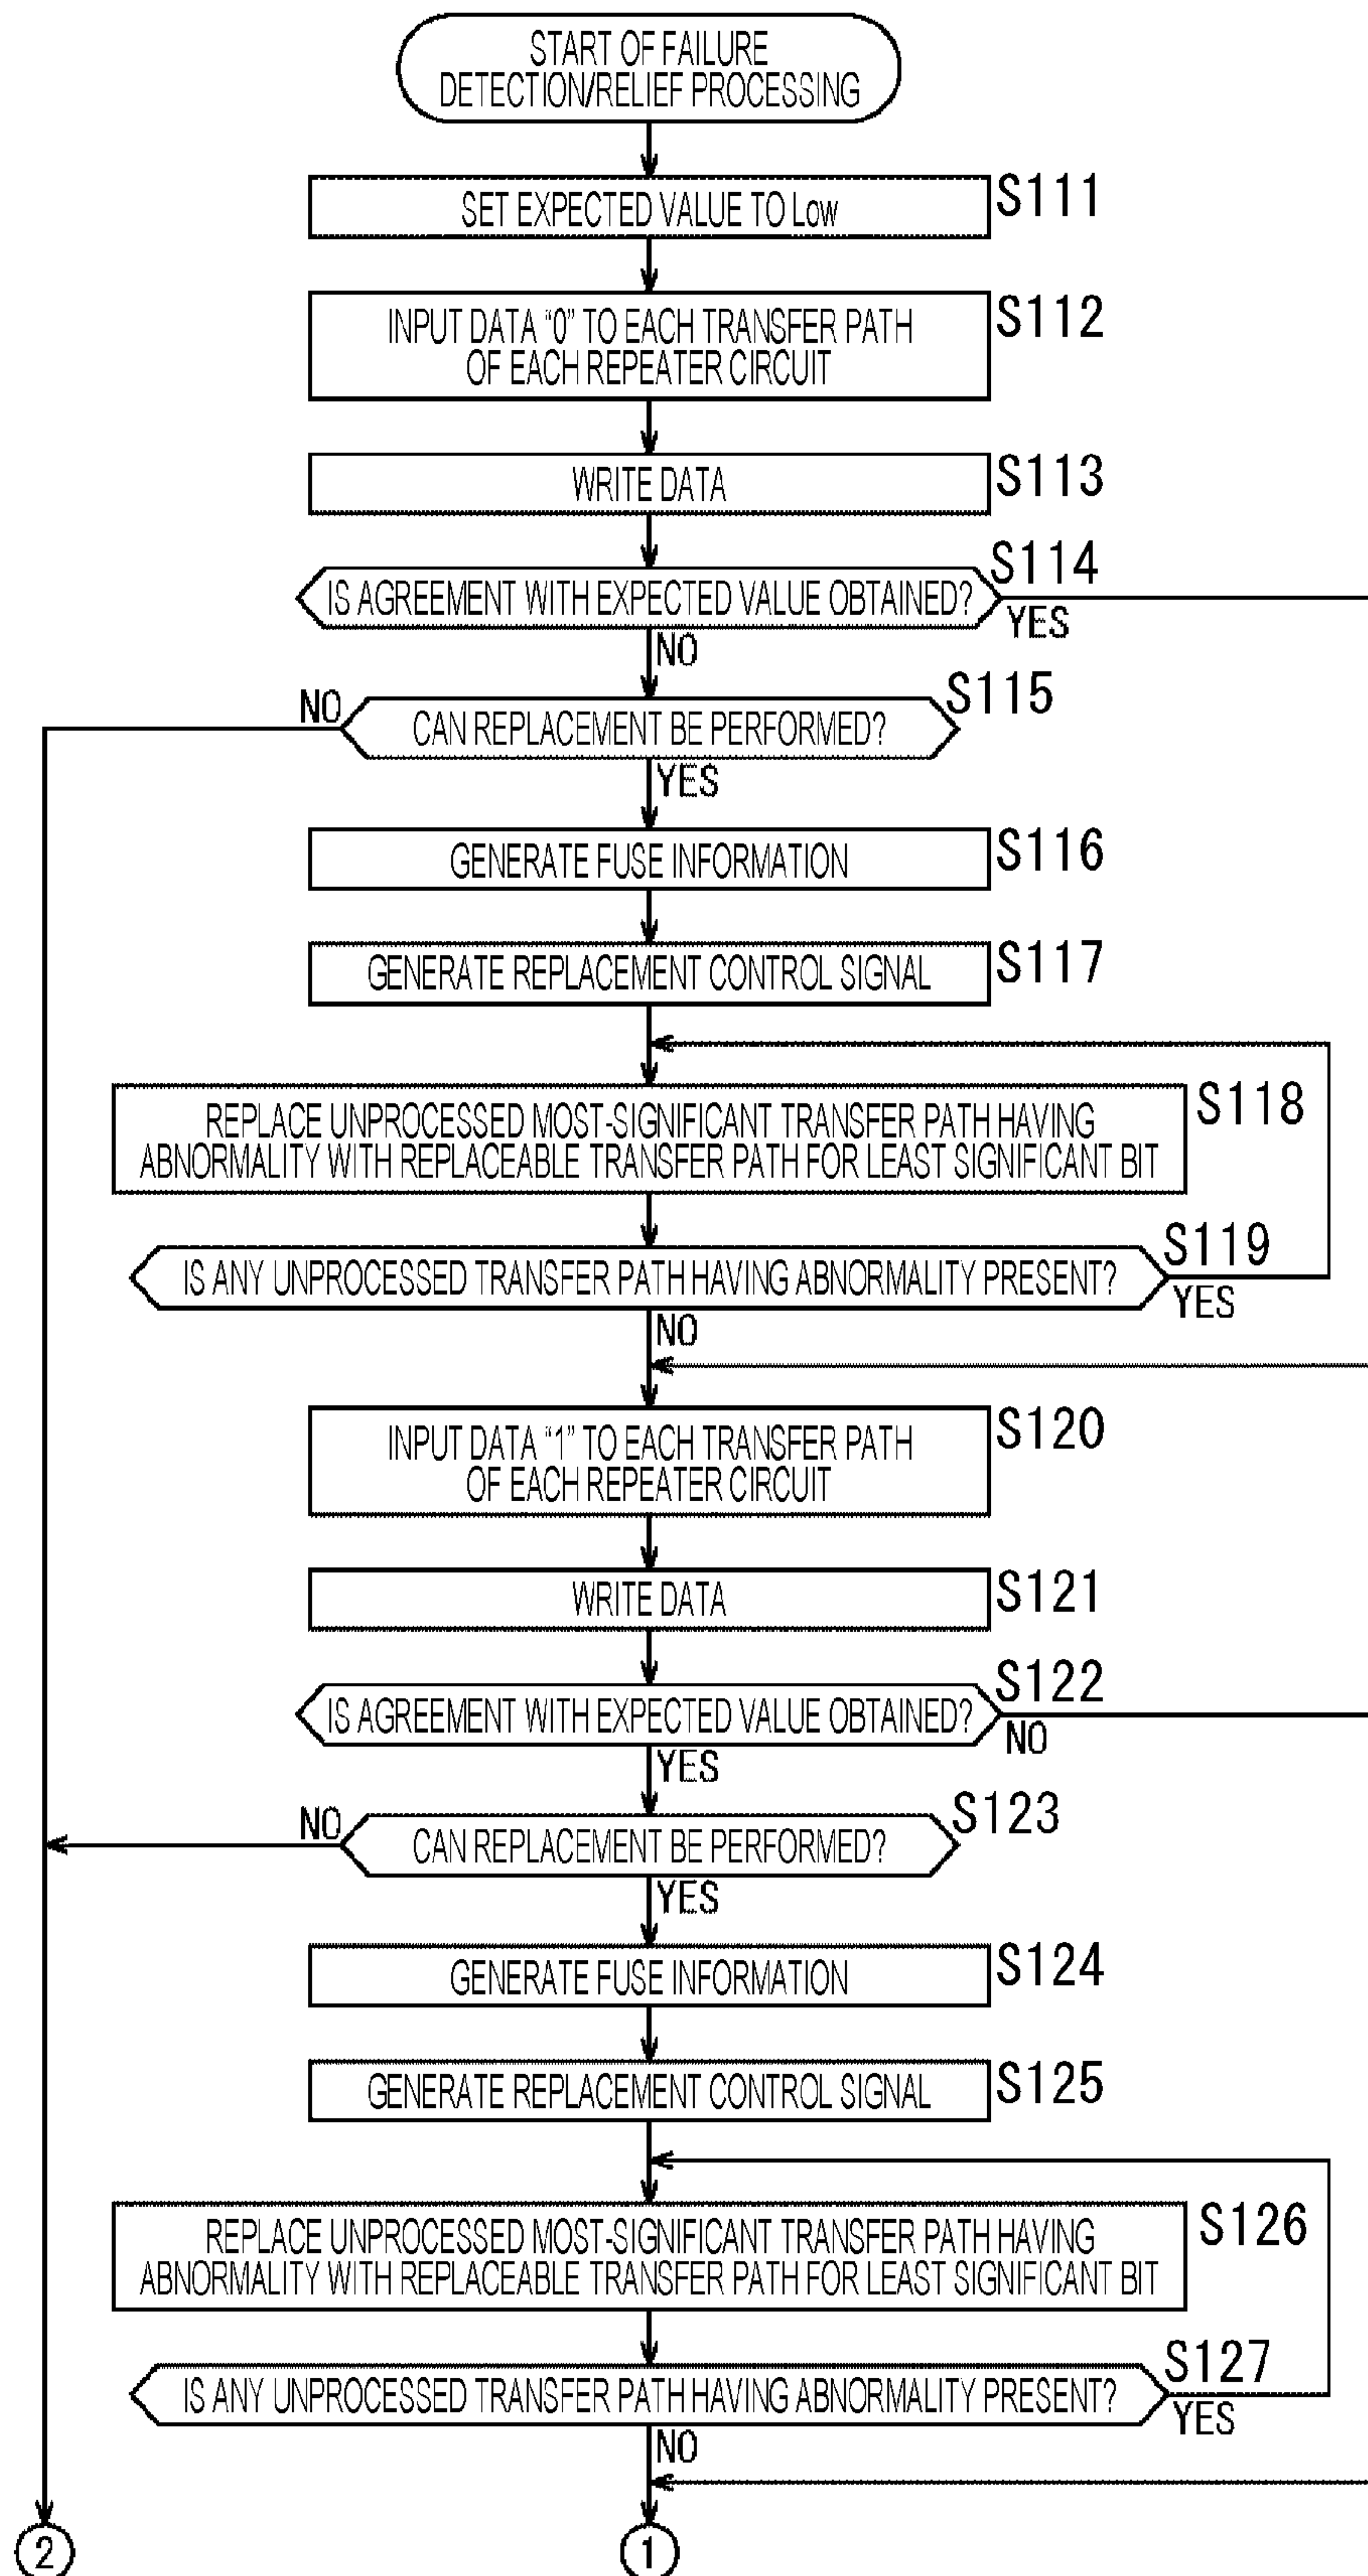 START OF FAILURE
DETECTION/RELIEF PROCESSING
SET EXPECTED VALUE TO Low
S111
INPUT DATA "0" TO EACH TRANSFER PATH
OF EACH REPEATER CIRCUIT
S112
WRITE DATA
S113
IS AGREEMENT WITH EXPECTED VALUE OBTAINED?
S114
YES
NO
CAN REPLACEMENT BE PERFORMED?
S115
NO
YES
GENERATE FUSE INFORMATION
S116
GENERATE REPLACEMENT CONTROL SIGNAL
S117
REPLACE UNPROCESSED MOST-SIGNIFICANT TRANSFER PATH HAVING
ABNORMALITY WITH REPLACEABLE TRANSFER PATH FOR LEAST SIGNIFICANT BIT
S118
IS ANY UNPROCESSED TRANSFER PATH HAVING ABNORMALITY PRESENT?
S119
YES
NO
INPUT DATA "1" TO EACH TRANSFER PATH
OF EACH REPEATER CIRCUIT
S120
WRITE DATA
S121
IS AGREEMENT WITH EXPECTED VALUE OBTAINED?
S122
NO
YES
CAN REPLACEMENT BE PERFORMED?
S123
NO
YES
GENERATE FUSE INFORMATION
S124
GENERATE REPLACEMENT CONTROL SIGNAL
S125
REPLACE UNPROCESSED MOST-SIGNIFICANT TRANSFER PATH HAVING
ABNORMALITY WITH REPLACEABLE TRANSFER PATH FOR LEAST SIGNIFICANT BIT
S126
IS ANY UNPROCESSED TRANSFER PATH HAVING ABNORMALITY PRESENT?
S127
YES
NO
2
1